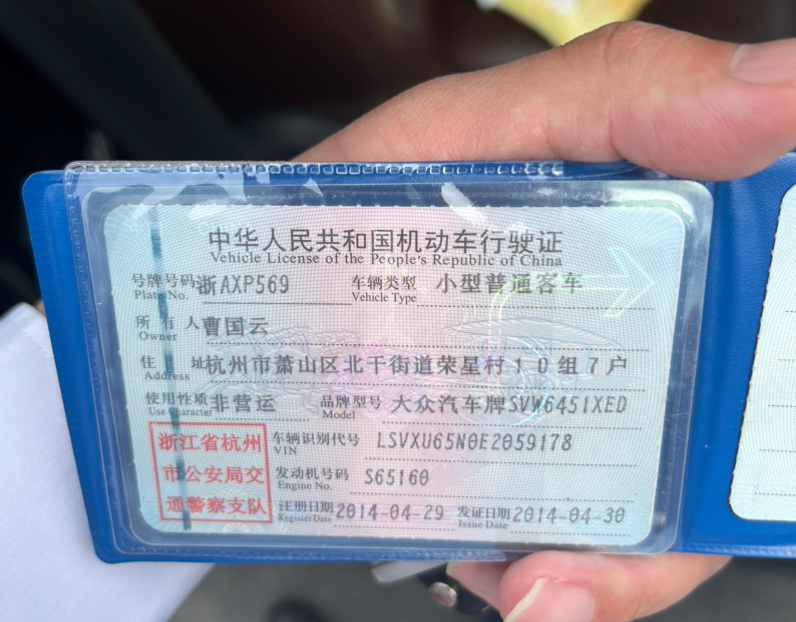 中华人民共和国机动车行驶证
Vehicle License of the People's Republic of China
号牌号码 浙AXP569 车辆类型 小型普通客车
Plate No. Vehicle Type
所有人 曹国云
Owner
住址 杭州市萧山区北干街道荣星村10组7户
Address
使用性质 非营运 品牌型号 大众汽车牌SVW6451XED
Use Character Model
浙江省杭州
市公安局交
通警察支队
车辆识别代号 LSVXU65N0E2059178
VIN
发动机号码 S65160
Engine No.
注册日期 2014-04-29 发证日期 2014-04-30
Register Date Issue Date